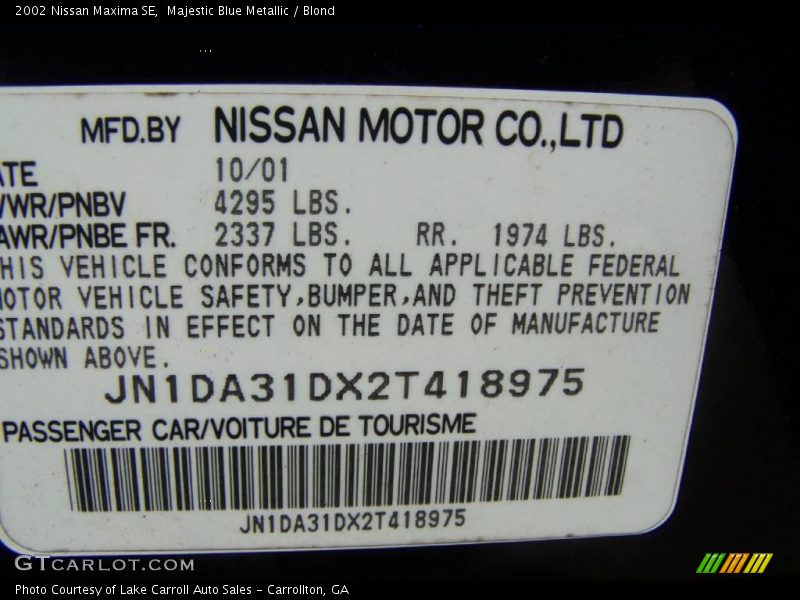 2002 Nissan Maxima SE, Majestic Blue Metallic / Blond
MFD.BY NISSAN MOTOR CO.,LTD
ATE 10/01
VWR/PNBV 4295 LBS.
AWR/PNBE FR. 2337 LBS. RR. 1974 LBS.
HIS VEHICLE CONFORMS TO ALL APPLICABLE FEDERAL
OTOR VEHICLE SAFETY,BUMPER,AND THEFT PREVENTION
STANDARDS IN EFFECT ON THE DATE OF MANUFACTURE
SHOWN ABOVE.
JN1DA31DX2T418975
PASSENGER CAR/VOITURE DE TOURISME
JN1DA31DX2T418975
GTCARLOT.COM
Photo Courtesy of Lake Carroll Auto Sales - Carrollton, GA